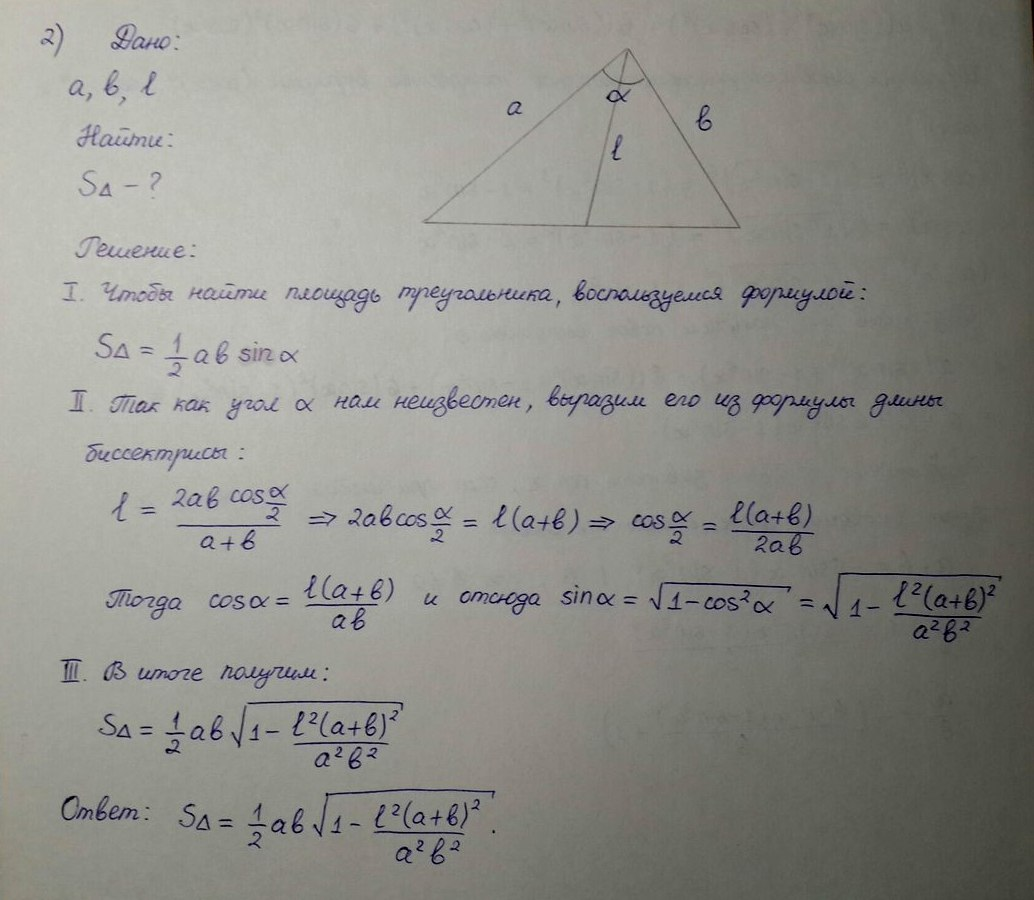 2) Дано:
a, b, l
Найти:
S∆ – ?
a
α
b
l
Решение:
I. Чтобы найти площадь треугольника, воспользуемся формулой:
S∆ = 1/2 ab sin α
II. Так как угол α нам неизвестен, выразим его из формулы длины
биссектрисы:
l = 2ab cos α/2 / a+b ⇒ 2ab cos α/2 = l(a+b) ⇒ cos α/2 = l(a+b) / 2ab
Тогда cos α = l(a+b) / ab и отсюда sin α = √(1−cos²α) = √(1 − l²(a+b)² / a²b²)
III. В итоге получим:
S∆ = 1/2 ab √(1 − l²(a+b)² / a²b²)
Ответ: S∆ = 1/2 ab √(1 − l²(a+b)² / a²b²).